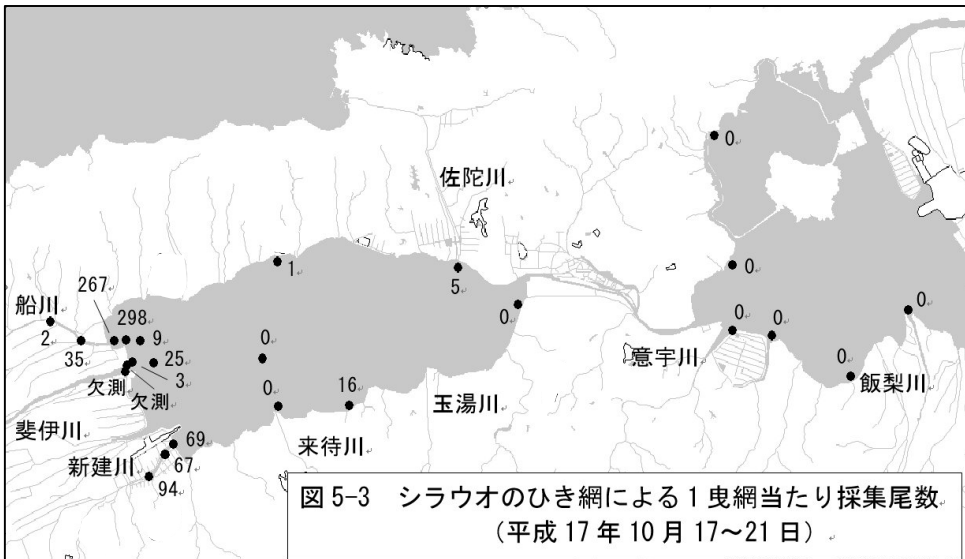 佐陀川
0
1
5
0
船川
267
298
9
2
35
25
3
欠測
欠測
0
0
0
16
0
0
0
0
意宇川
飯梨川
斐伊川
玉湯川
来待川
69
67
94
新建川
図 5-3 シラウオのひき網による 1 曳網当たり採集尾数
(平成 17 年 10 月 17~21 日)